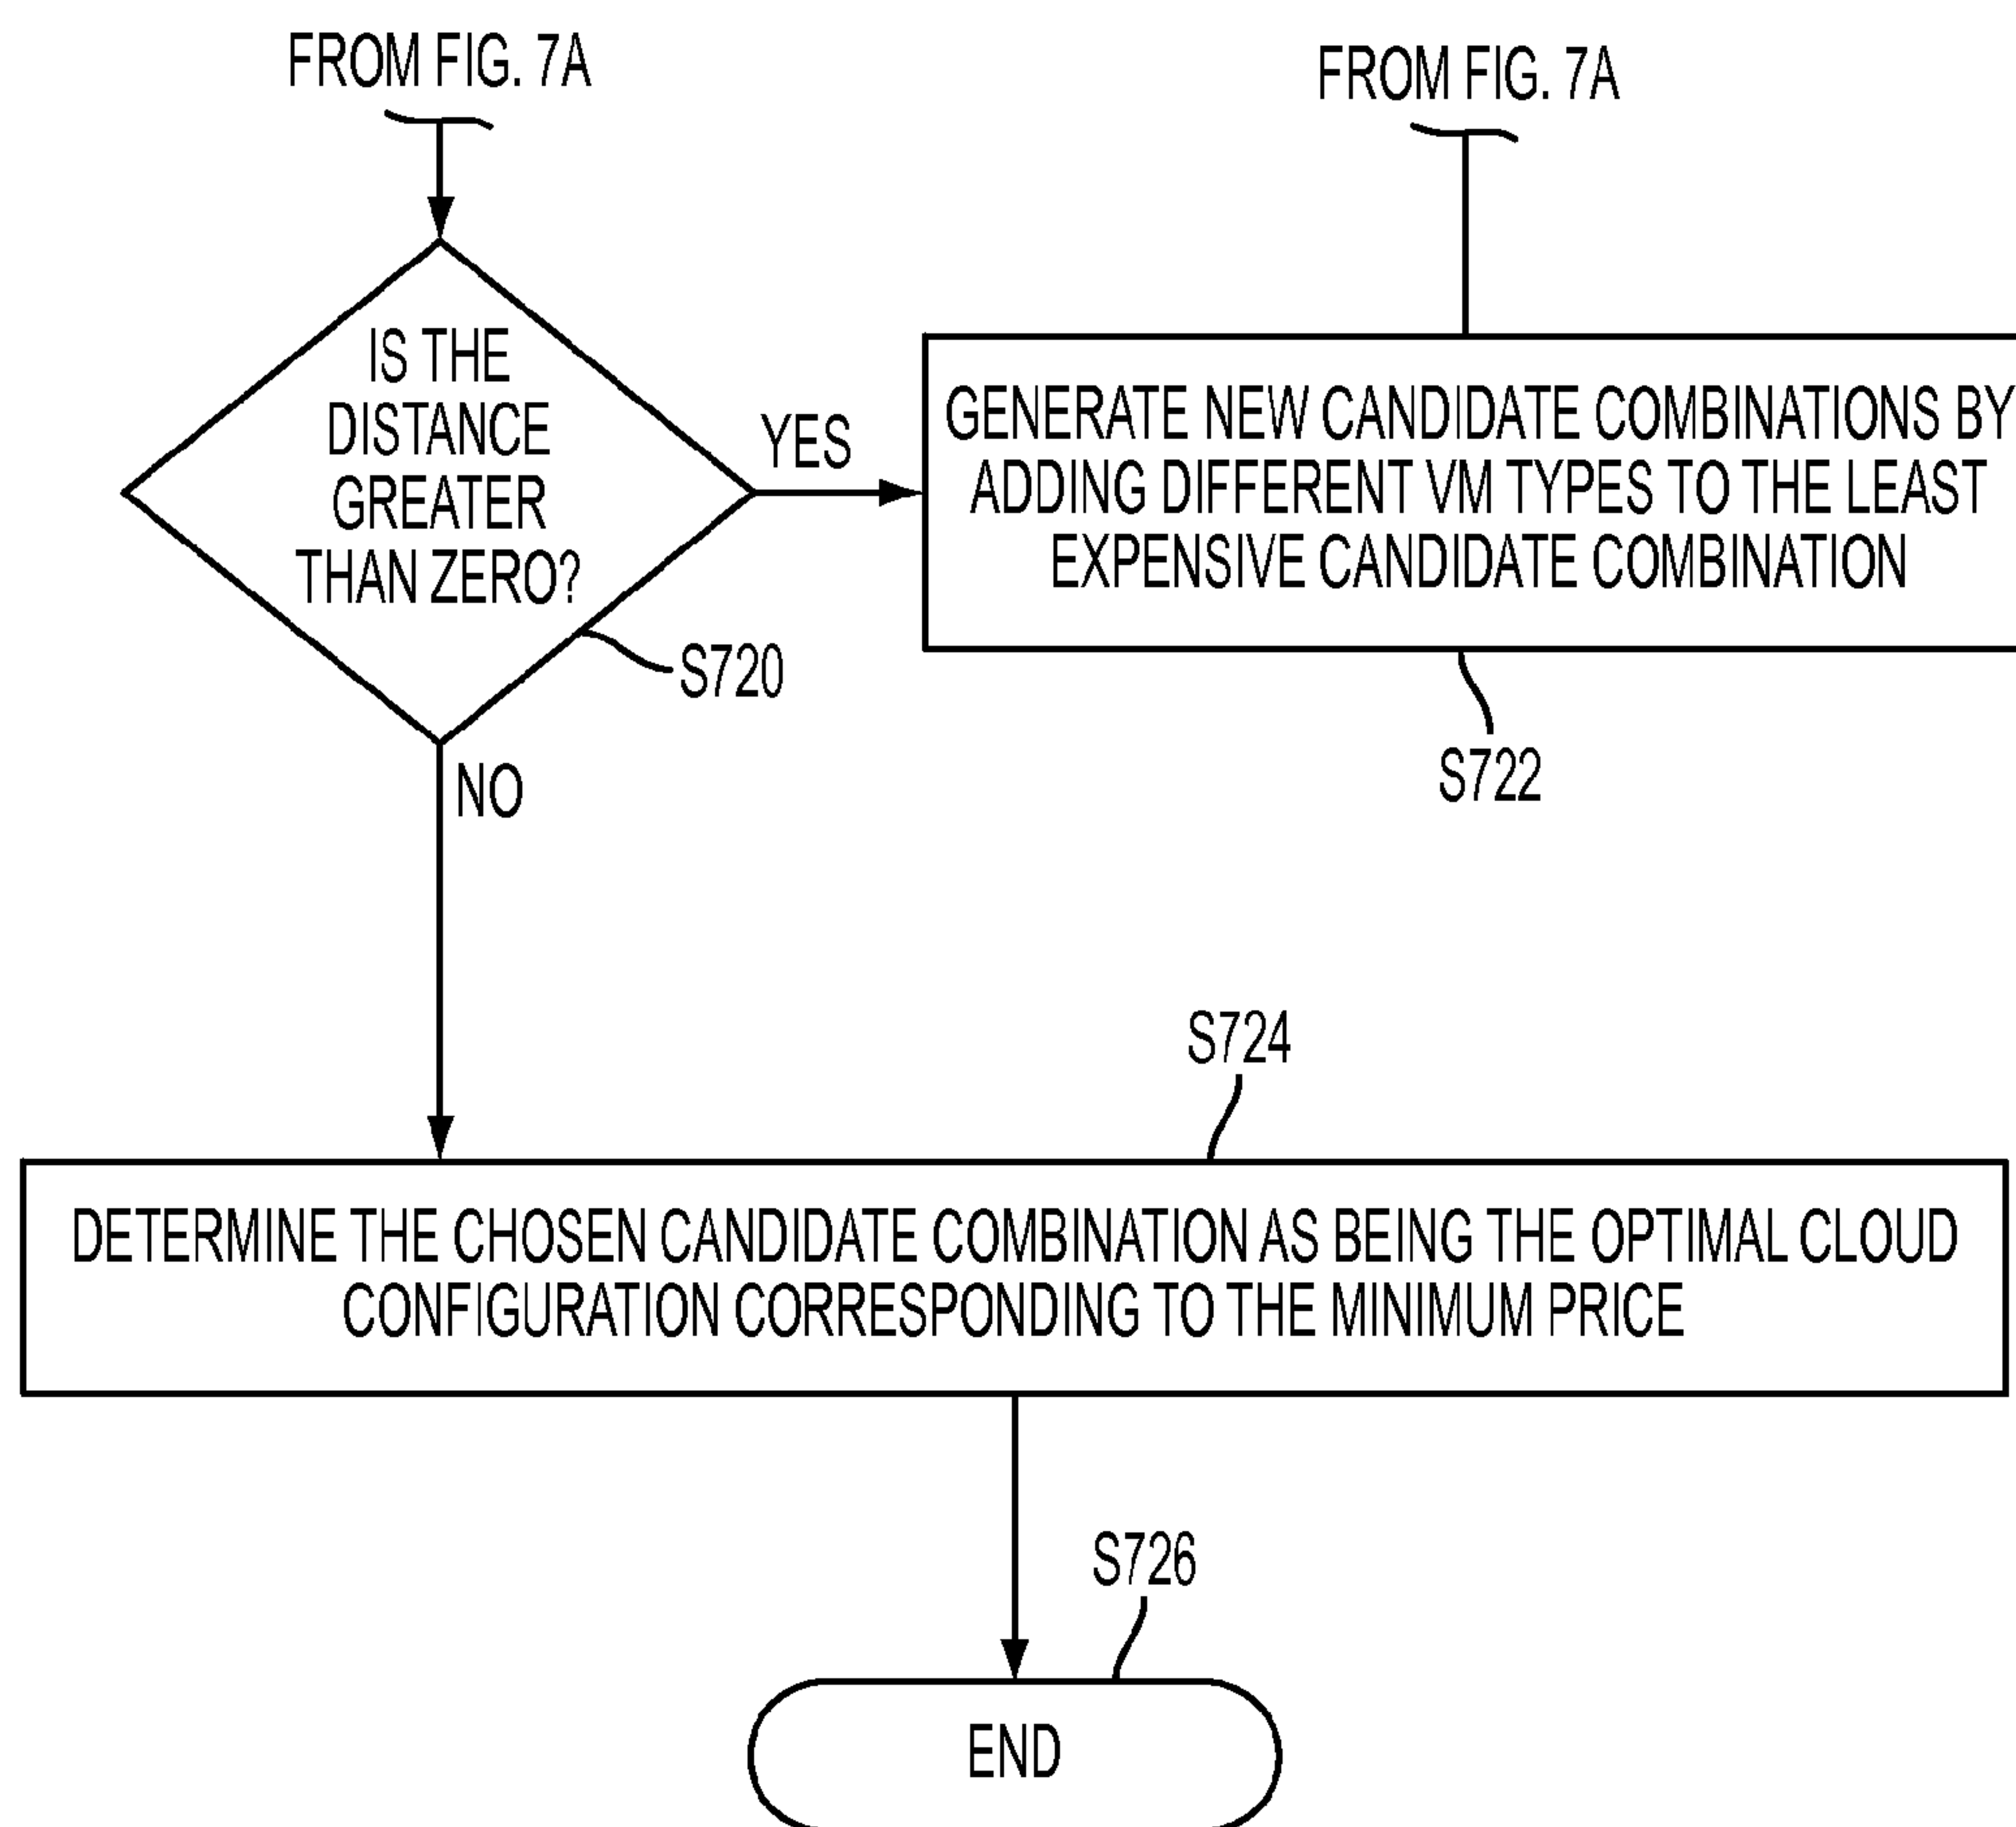 FROM FIG. 7A
FROM FIG. 7A
IS THE
DISTANCE
GREATER
THAN ZERO?
YES
S720
NO
GENERATE NEW CANDIDATE COMBINATIONS BY
ADDING DIFFERENT VM TYPES TO THE LEAST
EXPENSIVE CANDIDATE COMBINATION
S722
S724
DETERMINE THE CHOSEN CANDIDATE COMBINATION AS BEING THE OPTIMAL CLOUD
CONFIGURATION CORRESPONDING TO THE MINIMUM PRICE
S726
END